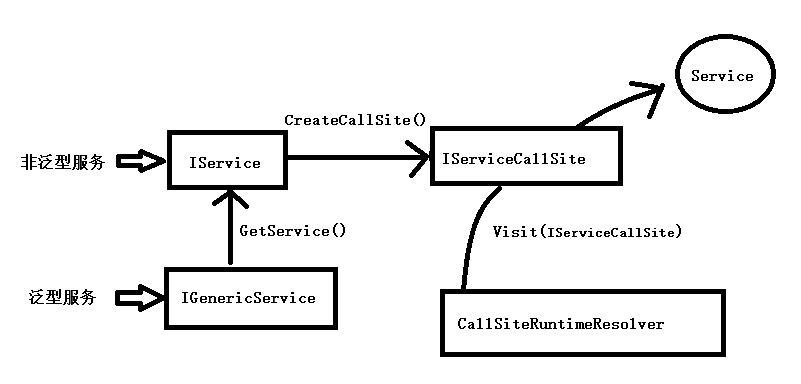 Service
CreateCallSite()
非泛型服务
IService
IServiceCallSite
GetService()
Visit(IServiceCallSite)
泛型服务
IGenericService
CallSiteRuntimeResolver